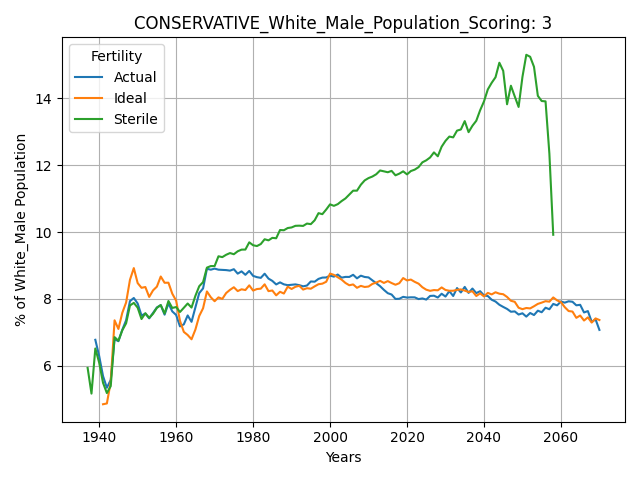 CONSERVATIVE_White_Male_Population_Scoring: 3
Fertility
Actual
Ideal
Sterile
% of White_Male Population
14
12
10
8
6
1940 1960 1980 2000 2020 2040 2060
Years